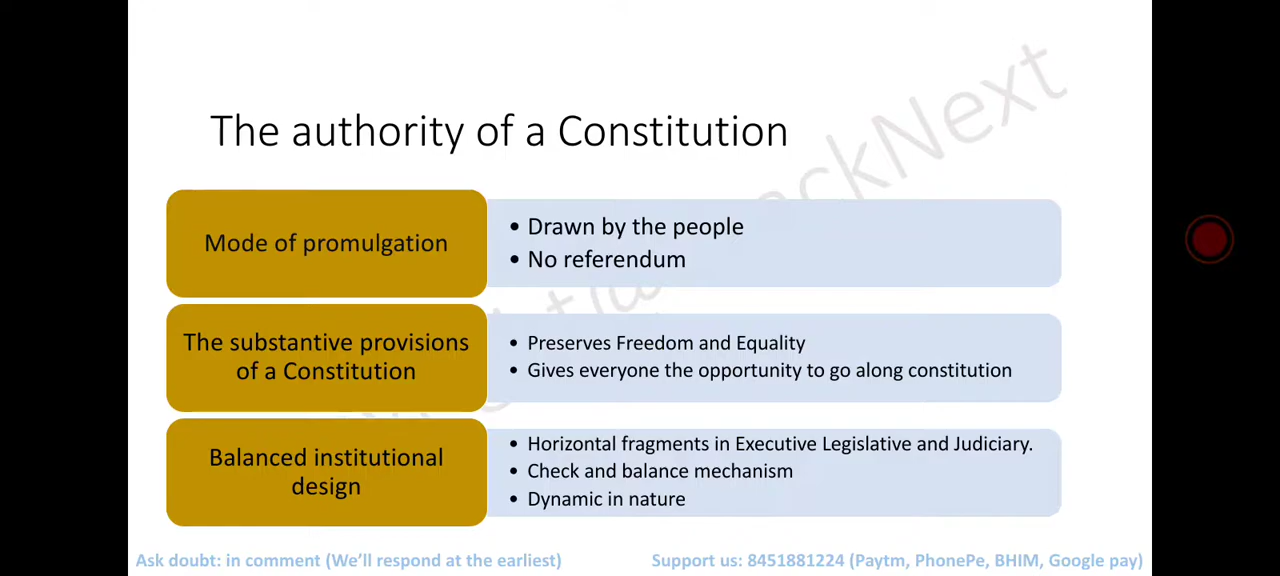 The authority of a Constitution
Mode of promulgation
• Drawn by the people
• No referendum
The substantive provisions
of a Constitution
• Preserves Freedom and Equality
• Gives everyone the opportunity to go along constitution
Balanced institutional
design
• Horizontal fragments in Executive Legislative and Judiciary.
• Check and balance mechanism
• Dynamic in nature
Ask doubt: in comment (We'll respond at the earliest)
Support us: 8451881224 (Paytm, PhonePe, BHIM, Google pay)